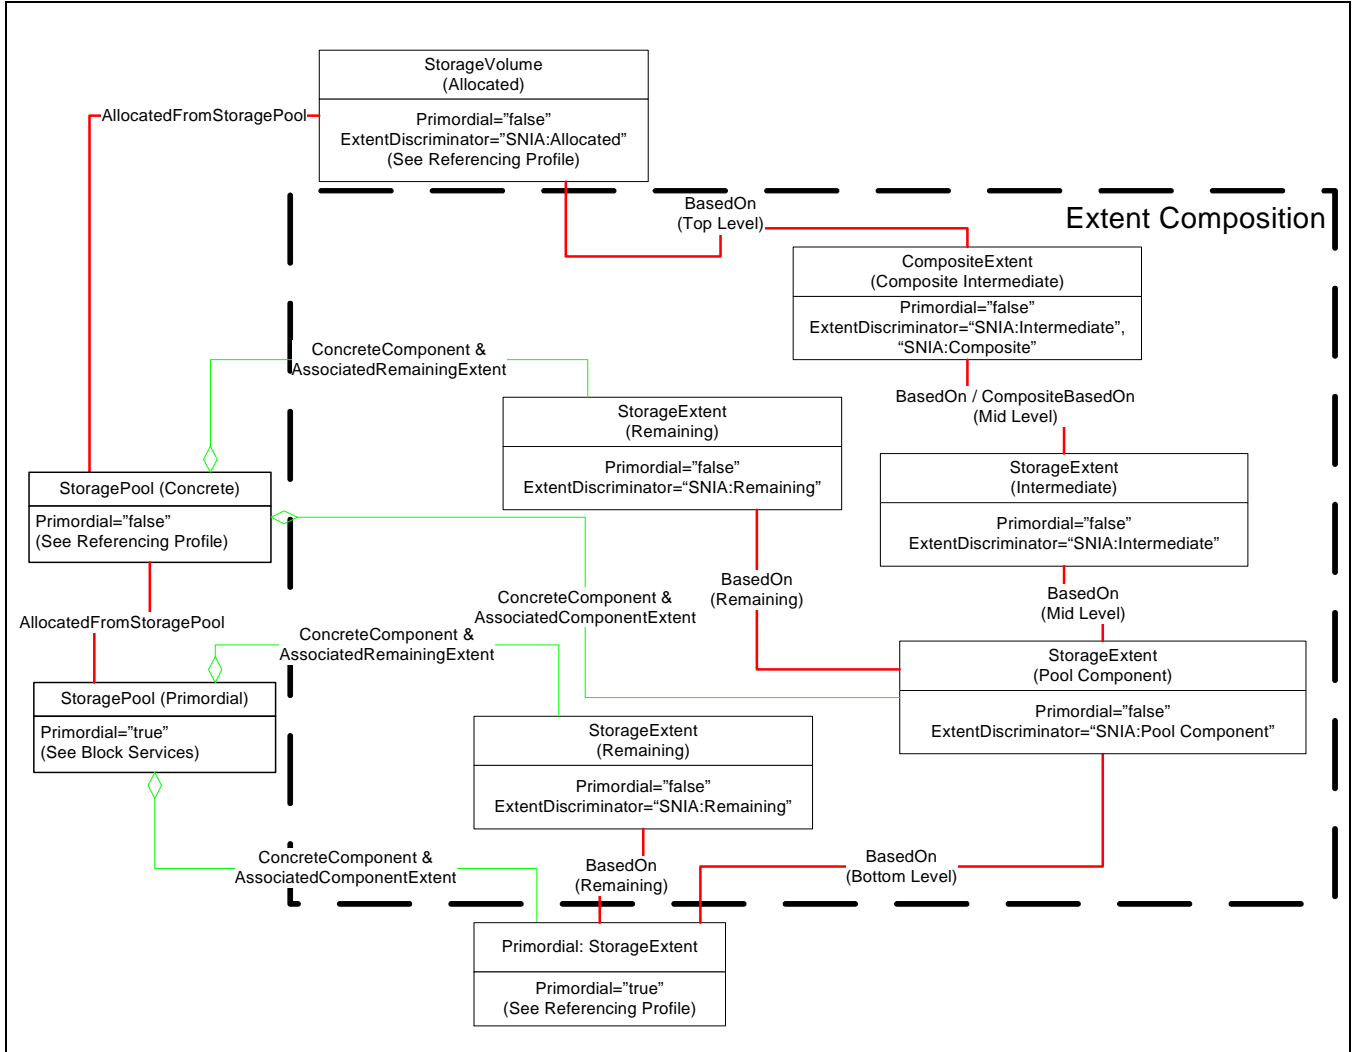 StorageVolume
(Allocated)
AllocatedFromStoragePool
Primordial=”false”
ExtentDiscriminator=”SNIA:Allocated”
(See Referencing Profile)
BasedOn
(Top Level)
Extent Composition
CompositeExtent
(Composite Intermediate)
Primordial=”false”
ExtentDiscriminator=“SNIA:Intermediate”,
“SNIA:Composite”
ConcreteComponent &
AssociatedRemainingExtent
BasedOn / CompositeBasedOn
(Mid Level)
StorageExtent
(Remaining)
Primordial=”false”
ExtentDiscriminator=“SNIA:Remaining”
StorageExtent
(Intermediate)
Primordial=”false”
ExtentDiscriminator=“SNIA:Intermediate”
StoragePool (Concrete)
Primordial=”false”
(See Referencing Profile)
BasedOn
(Remaining)
BasedOn
(Mid Level)
ConcreteComponent &
AssociatedComponentExtent
AllocatedFromStoragePool
ConcreteComponent &
AssociatedRemainingExtent
StorageExtent
(Pool Component)
Primordial=”false”
ExtentDiscriminator=“SNIA:Pool Component”
StoragePool (Primordial)
Primordial=”true”
(See Block Services)
StorageExtent
(Remaining)
Primordial=”false”
ExtentDiscriminator=“SNIA:Remaining”
ConcreteComponent &
AssociatedComponentExtent
BasedOn
(Remaining)
BasedOn
(Bottom Level)
Primordial: StorageExtent
Primordial=”true”
(See Referencing Profile)